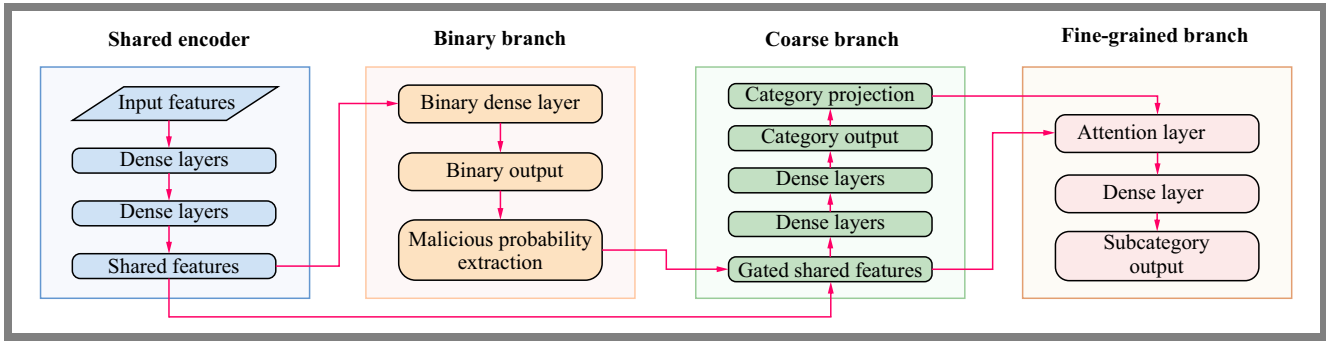 Shared encoder
Input features
Dense layers
Dense layers
Shared features
Binary branch
Binary dense layer
Binary output
Malicious probability
extraction
Coarse branch
Category projection
Category output
Dense layers
Dense layers
Gated shared features
Fine-grained branch
Attention layer
Dense layer
Subcategory
output